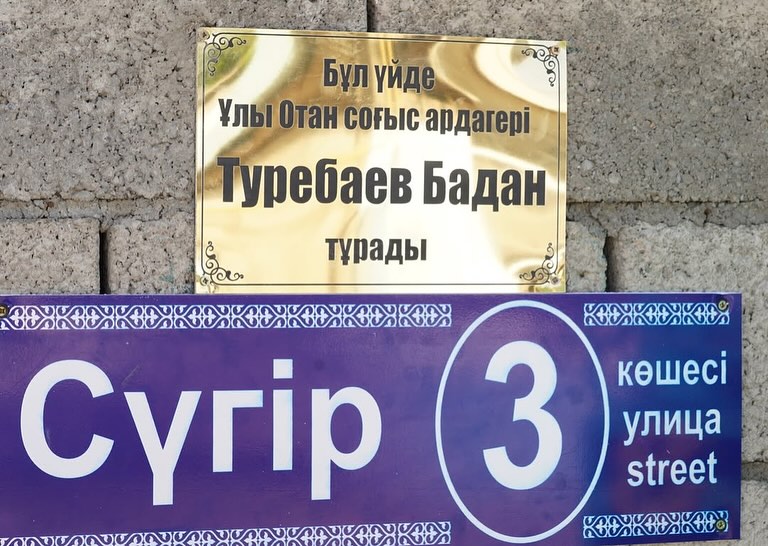 Бұл үйде
Ұлы Отан соғыс ардагері
Туребаев Бадан
тұрады
Сүгір
3
көшесі
улица
street